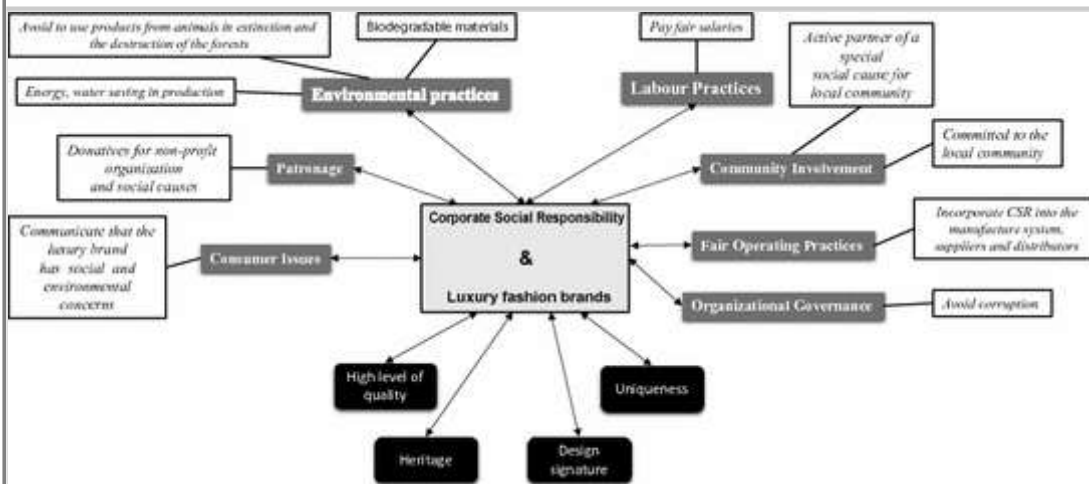 Avoid to use products from animals in extinction and
the destruction of the forests
Biodegradable materials
Pay fair salaries
Active partner of a
special
social cause for
local community
Energy, water saving in production
Environmental practices
Labour Practices
Donatives for non-profit
organization
and social causes
Patronage
Community Involvement
Committed to the
local community
Communicate that the
luxury brand
has social and
environmental
concerns
Consumer Issues
Corporate Social Responsibility
&
Luxury fashion brands
Fair Operating Practices
Incorporate CSR into the
manufacture system,
suppliers and distributors
Organizational Governance
Avoid corruption
High level of
quality
Uniqueness
Heritage
Design
signature